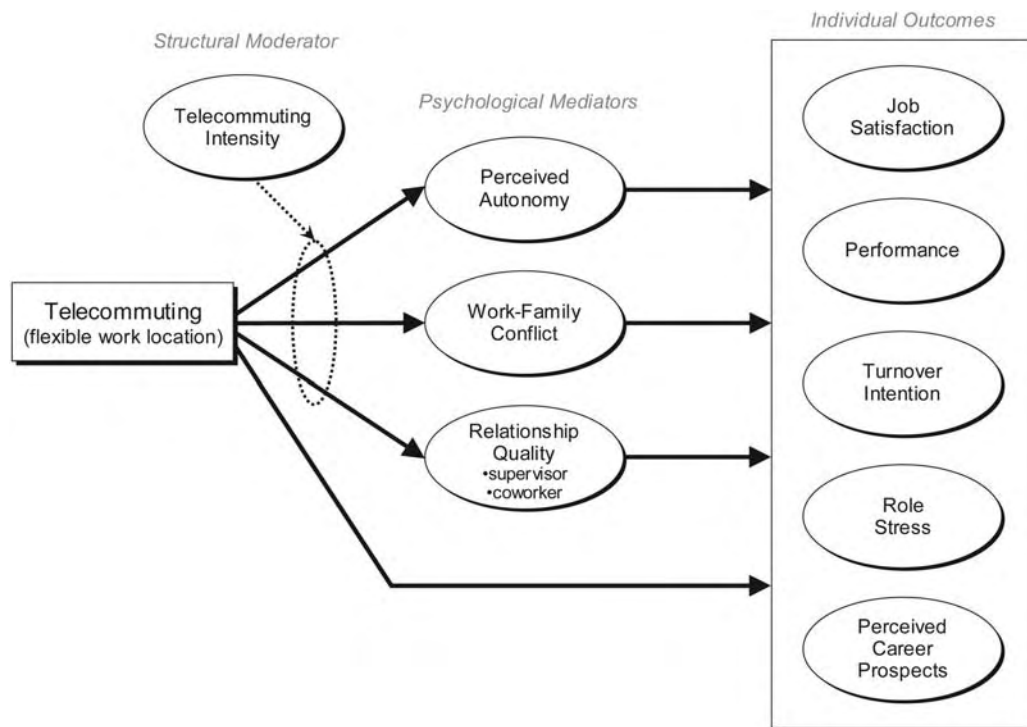 Individual Outcomes
Structural Moderator
Telecommuting
Intensity
Psychological Mediators
Job
Satisfaction
Perceived
Autonomy
Performance
Telecommuting
(flexible work location)
Work-Family
Conflict
Turnover
Intention
Relationship
Quality
•supervisor
•coworker
Role
Stress
Perceived
Career
Prospects